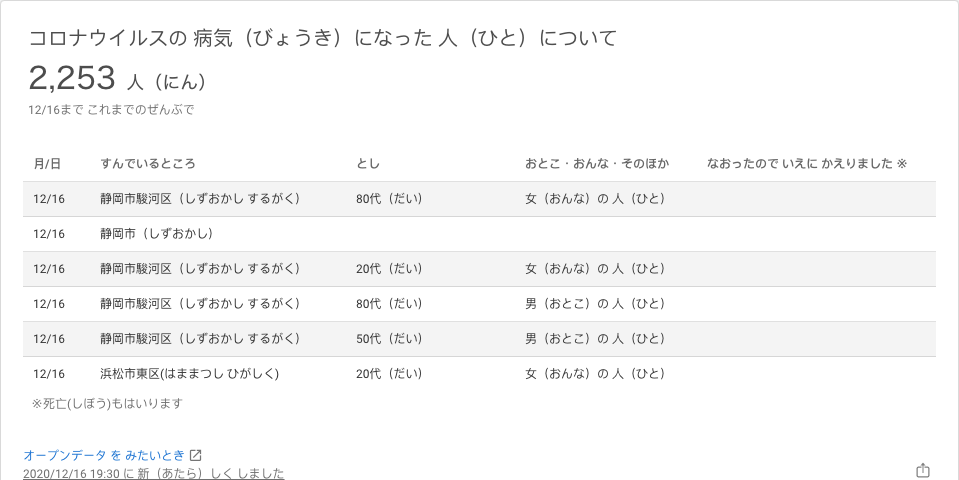 コロナウイルスの 病気（びょうき）になった 人（ひと）について
2,253 人（にん）
12/16まで これまでのぜんぶで
月/日 すんでいるところ とし おとこ・おんな・そのほか なおったので いえに かえりました ※
12/16 静岡市駿河区（しずおかし するがく） 80代（だい） 女（おんな）の 人（ひと）
12/16 静岡市（しずおかし）
12/16 静岡市駿河区（しずおかし するがく） 20代（だい） 女（おんな）の 人（ひと）
12/16 静岡市駿河区（しずおかし するがく） 80代（だい） 男（おとこ）の 人（ひと）
12/16 静岡市駿河区（しずおかし するがく） 50代（だい） 男（おとこ）の 人（ひと）
12/16 浜松市東区(はままつし ひがしく) 20代（だい） 女（おんな）の 人（ひと）
※死亡(しぼう)もはいります
オープンデータ を みたいとき
2020/12/16 19:30 に 新（あたら）しく しました